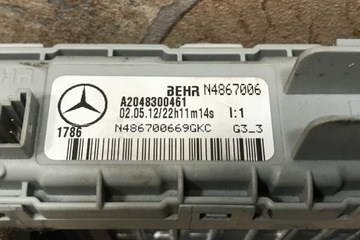 BEHR N4867006
A2048300461
02.05.12/22h11m14s 1:1
1786 N486700669GKC G3_3